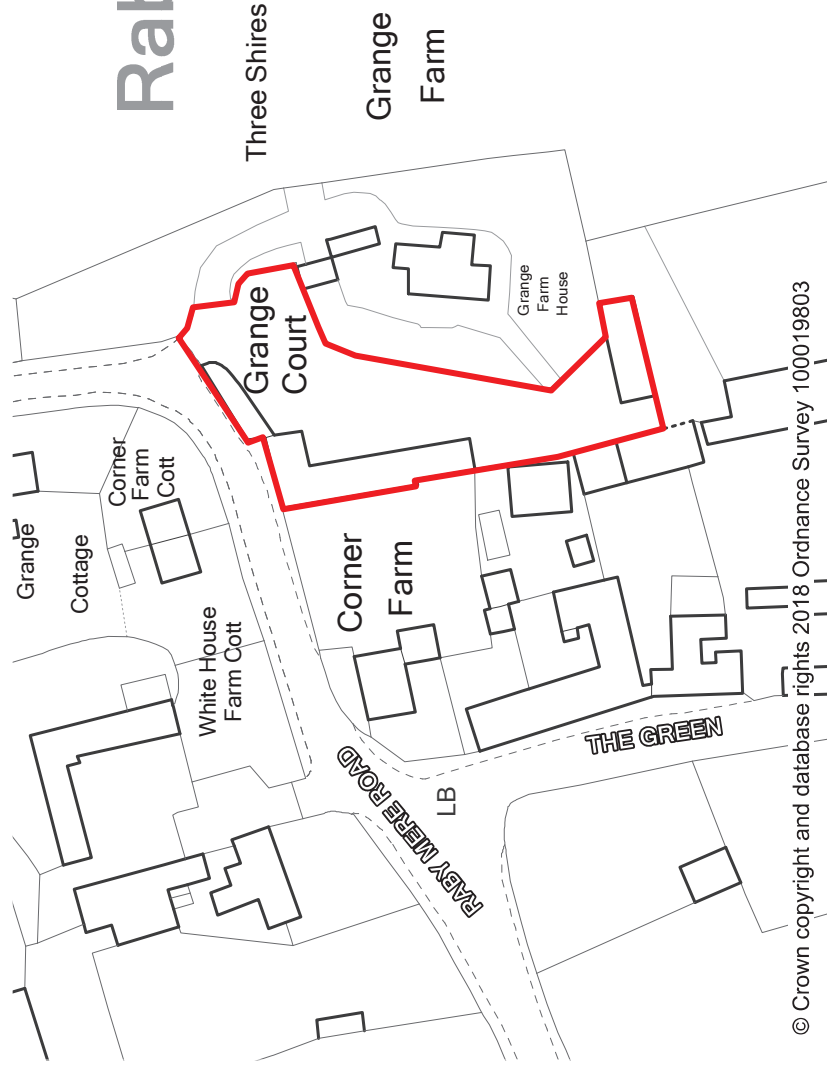 Rab
Three Shires
Grange
Farm
Grange
Court
Grange
Farm
House
Corner
Farm
Cott
Grange
Cottage
White House
Farm Cott
Corner
Farm
RABY MERE ROAD
LB
THE GREEN
© Crown copyright and database rights 2018 Ordnance Survey 100019803